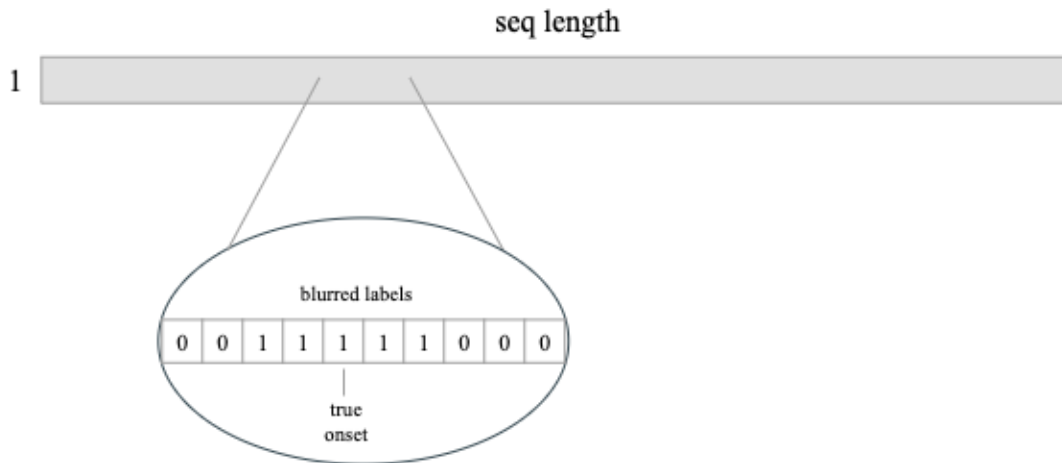 seq length
1
blurred labels
0 0 1 1 1 1 1 0 0 0
true
onset